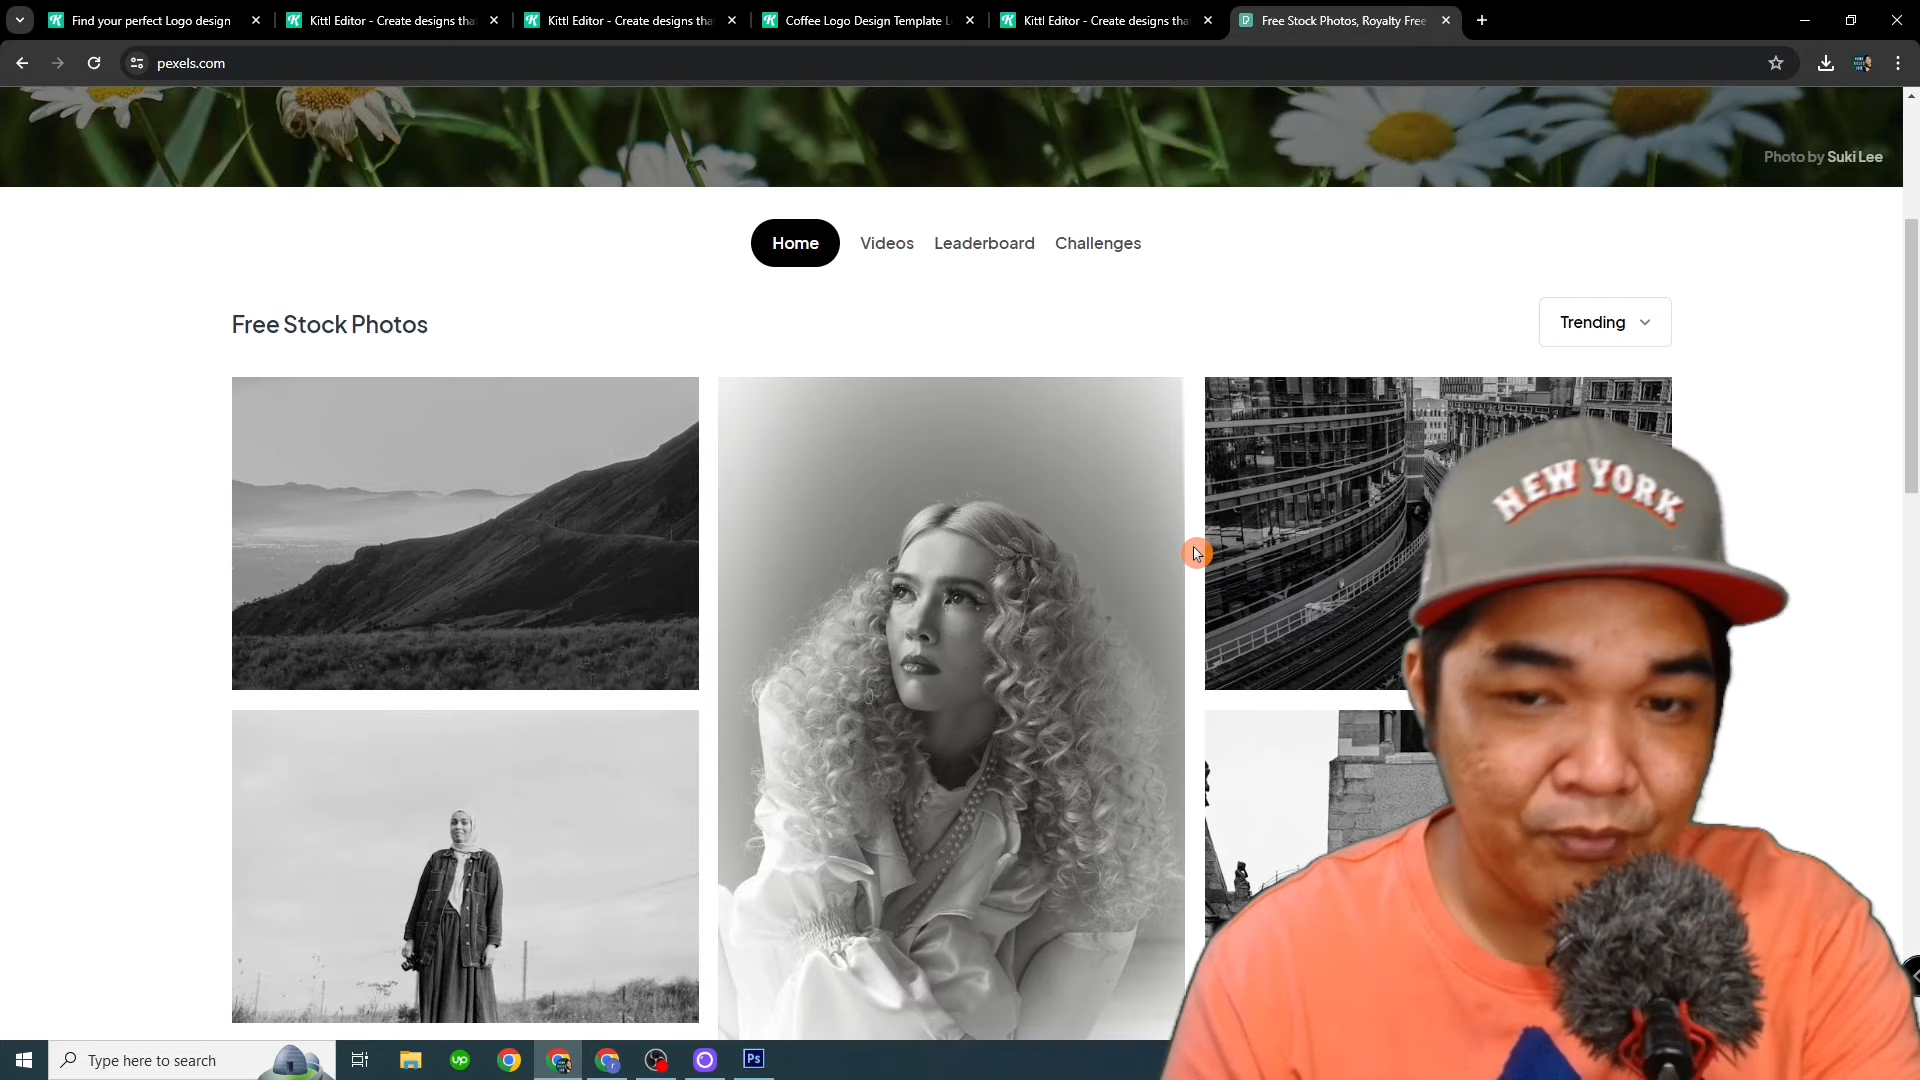 Find your perfect Logo design
Kittl Editor - Create designs tha
Kittl Editor - Create designs tha
Coffee Logo Design Template L
Kittl Editor - Create designs tha
Free Stock Photos, Royalty Free
pexels.com
Photo by Suki Lee
Home
Videos
Leaderboard
Challenges
Free Stock Photos
Trending
NEW YORK
Type here to search
up
Ps